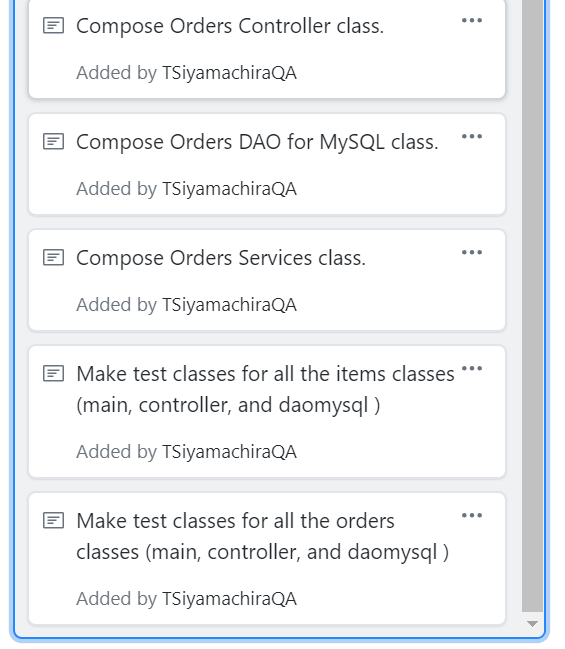 Compose Orders Controller class.
Added by TSiyamachiraQA
Compose Orders DAO for MySQL class.
Added by TSiyamachiraQA
Compose Orders Services class.
Added by TSiyamachiraQA
Make test classes for all the items classes
(main, controller, and daomysql )
Added by TSiyamachiraQA
Make test classes for all the orders
classes (main, controller, and daomysql )
Added by TSiyamachiraQA